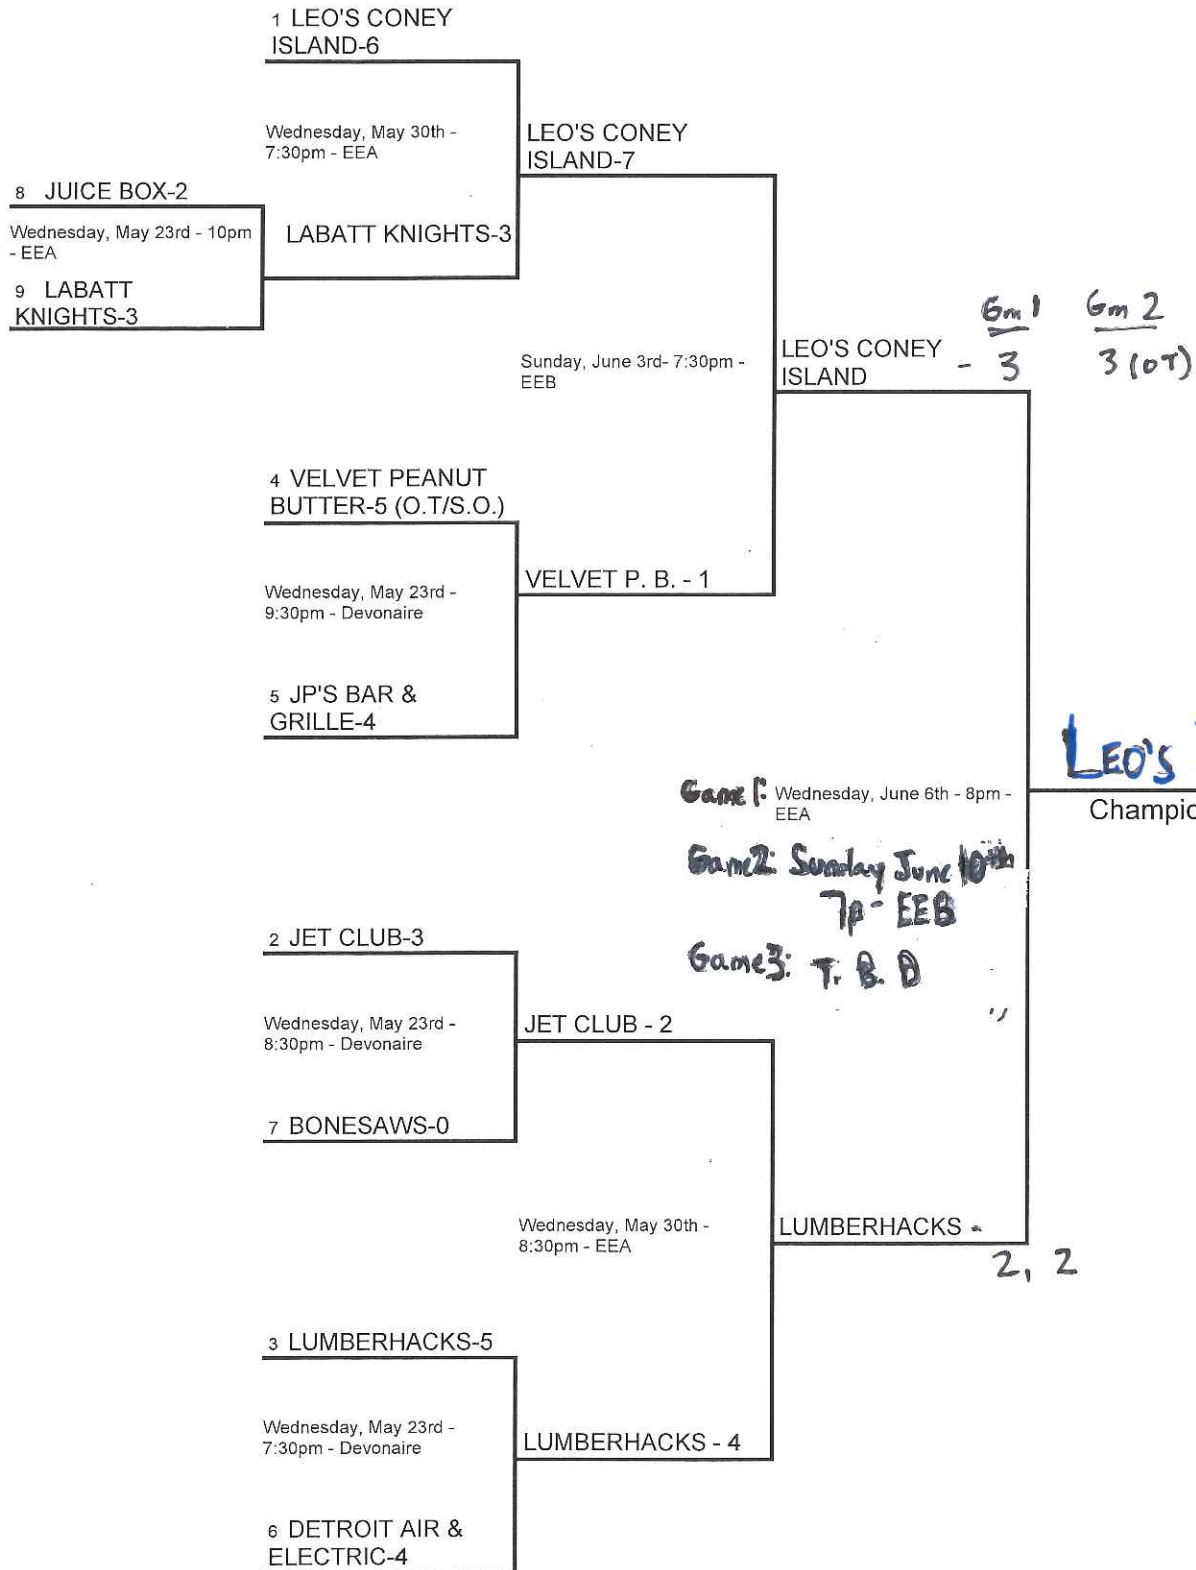 1 LEO'S CONEY
ISLAND-6
Wednesday, May 30th -
7:30pm - EEA
LEO'S CONEY
ISLAND-7
8 JUICE BOX-2
Wednesday, May 23rd - 10pm
- EEA
LABATT KNIGHTS-3
9 LABATT
KNIGHTS-3
Gm 1 Gm 2
Sunday, June 3rd- 7:30pm -
EEB
LEO'S CONEY
ISLAND
- 3 3 (OT)
4 VELVET PEANUT
BUTTER-5 (O.T/S.O.)
VELVET P. B. - 1
Wednesday, May 23rd -
9:30pm - Devonaire
5 JP'S BAR &
GRILLE-4
LEO'S
Champio
Game 1: Wednesday, June 6th - 8pm -
EEA
Game 2: Sunday June 10th
7p - EEB
Game 3: T. B. D
2 JET CLUB-3
Wednesday, May 23rd -
8:30pm - Devonaire
JET CLUB - 2
7 BONESAWS-0
Wednesday, May 30th -
8:30pm - EEA
LUMBERHACKS -
2, 2
3 LUMBERHACKS-5
Wednesday, May 23rd -
7:30pm - Devonaire
LUMBERHACKS - 4
6 DETROIT AIR &
ELECTRIC-4